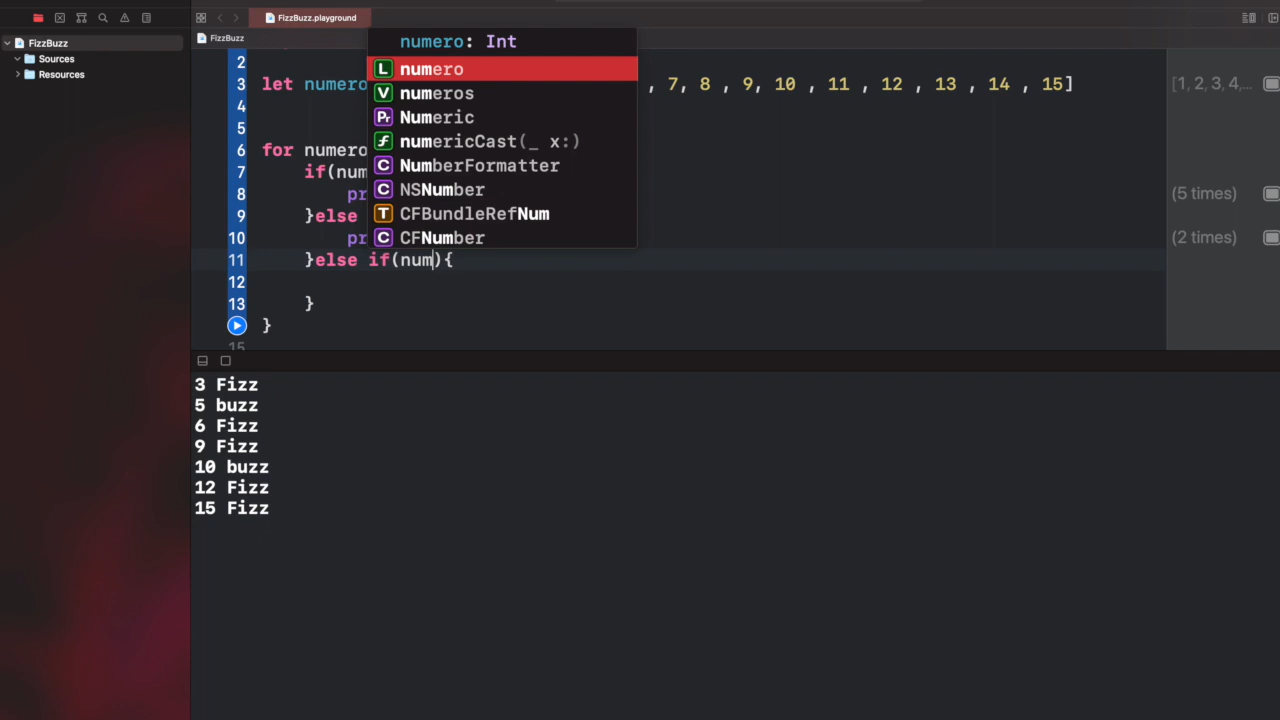 FizzBuzz.playground
FizzBuzz
FizzBuzz
Sources
Resources
numero: Int
numero
numeros
Numeric
numericCast(_ x:)
NumberFormatter
NSNumber
CFBundleRefNum
CFNumber
2
3 let numero , 7, 8 , 9, 10 , 11 , 12 , 13 , 14 , 15] [1, 2, 3, 4,...
4
5
6 for numero
7 if(num
8 pr (5 times)
9 }else
10 pr (2 times)
11 }else if(num){
12
13 }
}
15
3 Fizz
5 buzz
6 Fizz
9 Fizz
10 buzz
12 Fizz
15 Fizz